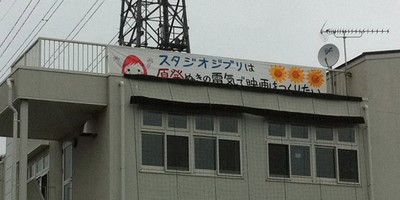 スタジオジブリは
原発ぬきの電気で映画をつくりたい